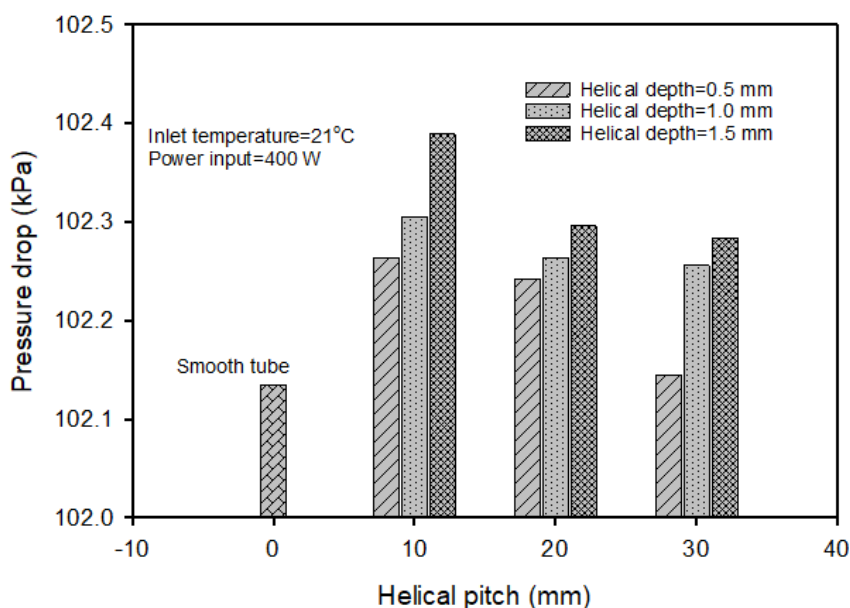 102.5
102.4
102.3
102.2
102.1
102.0
Pressure drop (kPa)
Inlet temperature=21°C
Power input=400 W
Helical depth=0.5 mm
Helical depth=1.0 mm
Helical depth=1.5 mm
Smooth tube
-10 0 10 20 30 40
Helical pitch (mm)